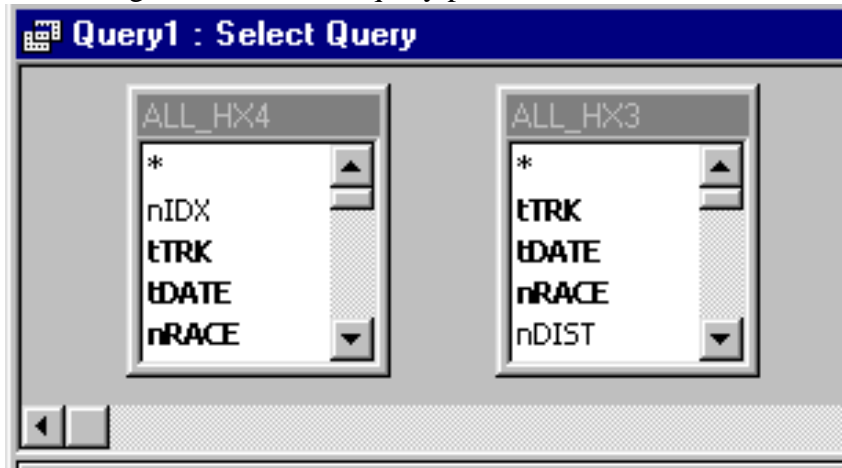 Query1 : Select Query
ALL_HX4
*
nIDX
tTRK
tDATE
nRACE
ALL_HX3
*
tTRK
tDATE
nRACE
nDIST